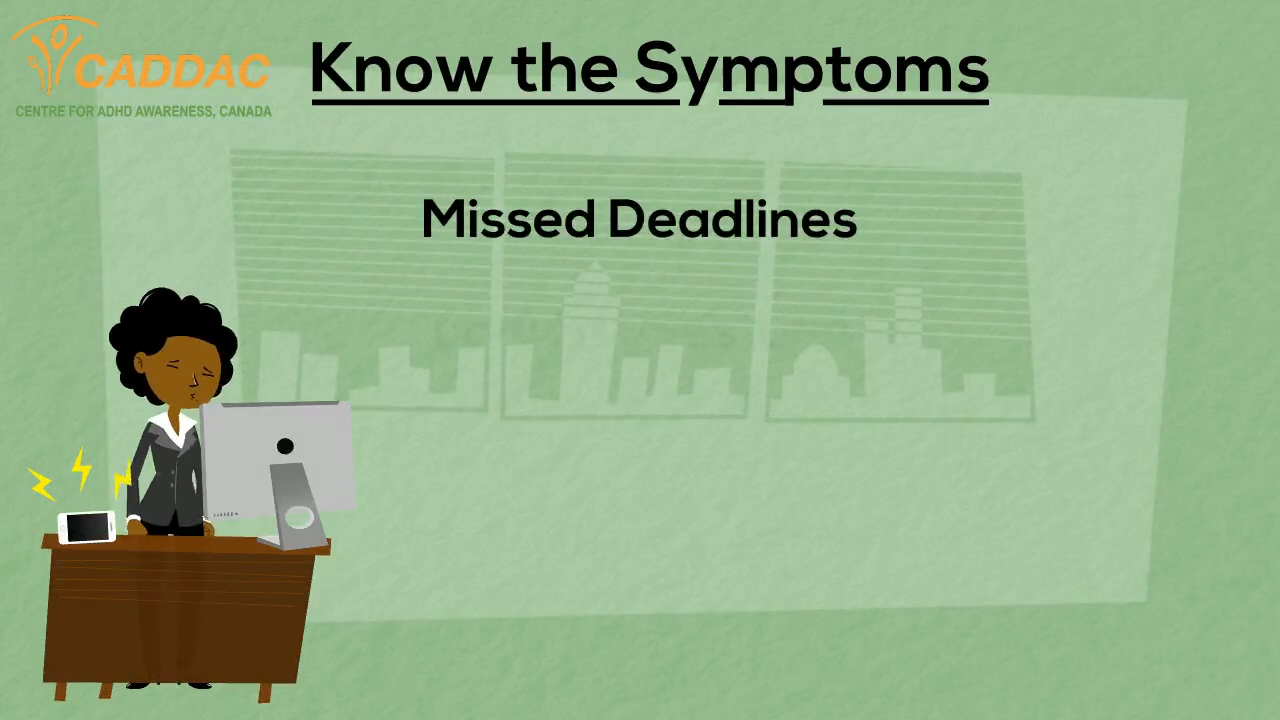 CADDAC
CENTRE FOR ADHD AWARENESS, CANADA
Know the Symptoms
Missed Deadlines